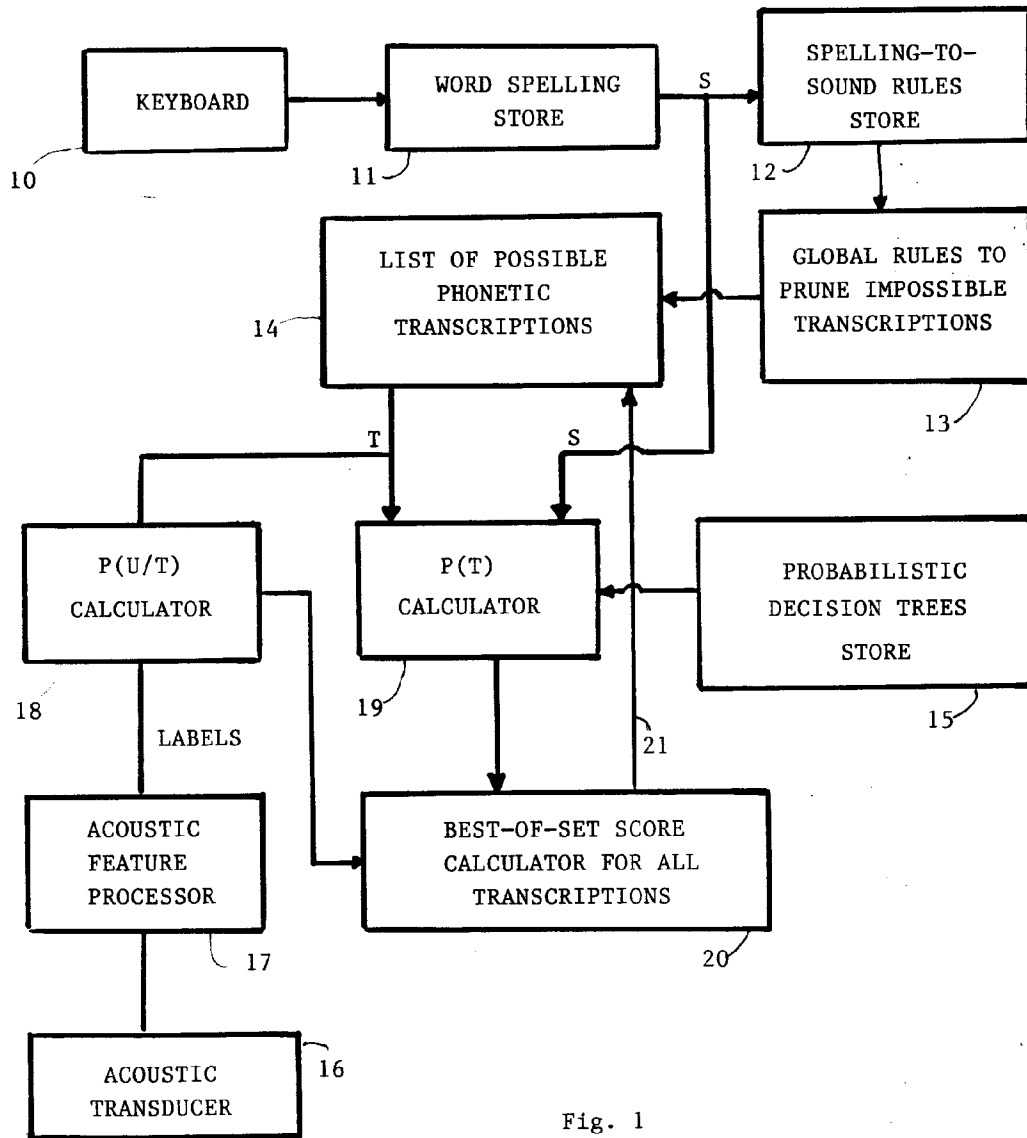 KEYBOARD
10
WORD SPELLING
STORE
11
S
SPELLING-TO-
SOUND RULES
STORE
12
LIST OF POSSIBLE
PHONETIC
TRANSCRIPTIONS
14
GLOBAL RULES TO
PRUNE IMPOSSIBLE
TRANSCRIPTIONS
13
T
S
P(U/T)
CALCULATOR
18
P(T)
CALCULATOR
19
PROBABILISTIC
DECISION TREES
STORE
15
LABELS
21
ACOUSTIC
FEATURE
PROCESSOR
17
BEST-OF-SET SCORE
CALCULATOR FOR ALL
TRANSCRIPTIONS
20
ACOUSTIC
TRANSDUCER
16
Fig. 1